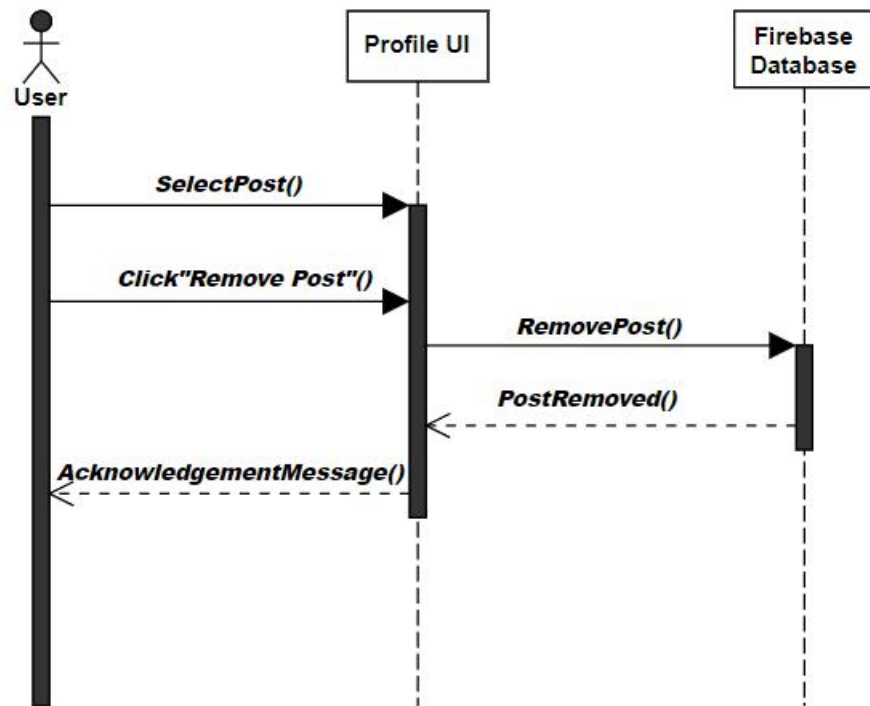 Profile UI
Firebase
Database
User
SelectPost()
Click"Remove Post"()
RemovePost()
PostRemoved()
AcknowledgementMessage()